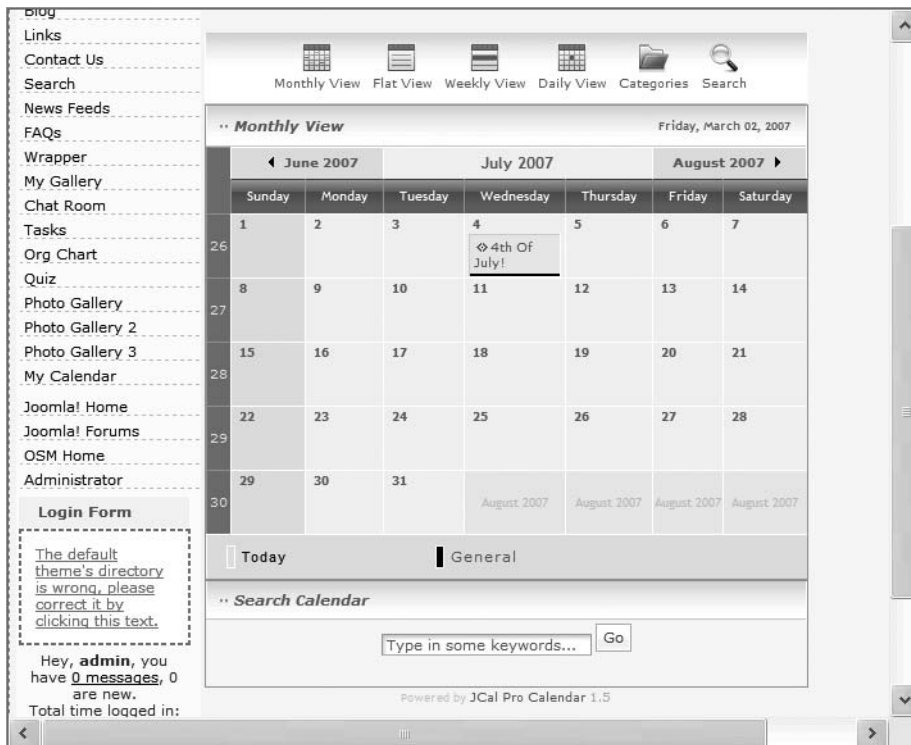 Blog
Links
Contact Us
Search
News Feeds
FAQs
Wrapper
My Gallery
Chat Room
Tasks
Org Chart
Quiz
Photo Gallery
Photo Gallery 2
Photo Gallery 3
My Calendar
Joomla! Home
Joomla! Forums
OSM Home
Administrator
Login Form
The default
theme's directory
is wrong, please
correct it by
clicking this text.
Hey, admin, you
have 0 messages, 0
are new.
Total time logged in:
Monthly View Flat View Weekly View Daily View Categories Search
·· Monthly View Friday, March 02, 2007
June 2007 July 2007 August 2007
Sunday Monday Tuesday Wednesday Thursday Friday Saturday
26 1 2 3 4 5 6 7
4th Of
July!
27 8 9 10 11 12 13 14
28 15 16 17 18 19 20 21
29 22 23 24 25 26 27 28
30 29 30 31 August 2007 August 2007 August 2007 August 2007
Today General
·· Search Calendar
Type in some keywords... Go
Powered by JCal Pro Calendar 1.5